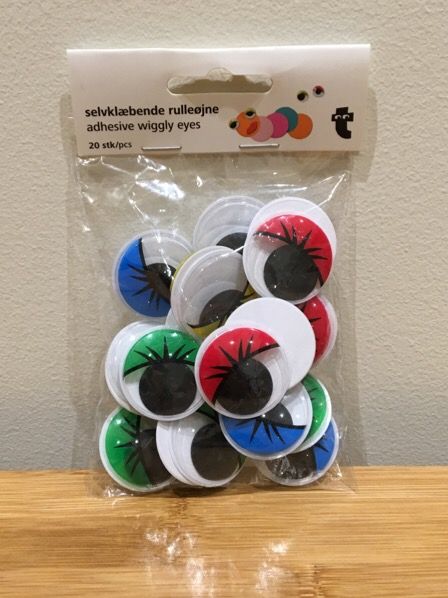 selvklæbende rulleøjne
adhesive wiggly eyes
20 stk/pcs
t